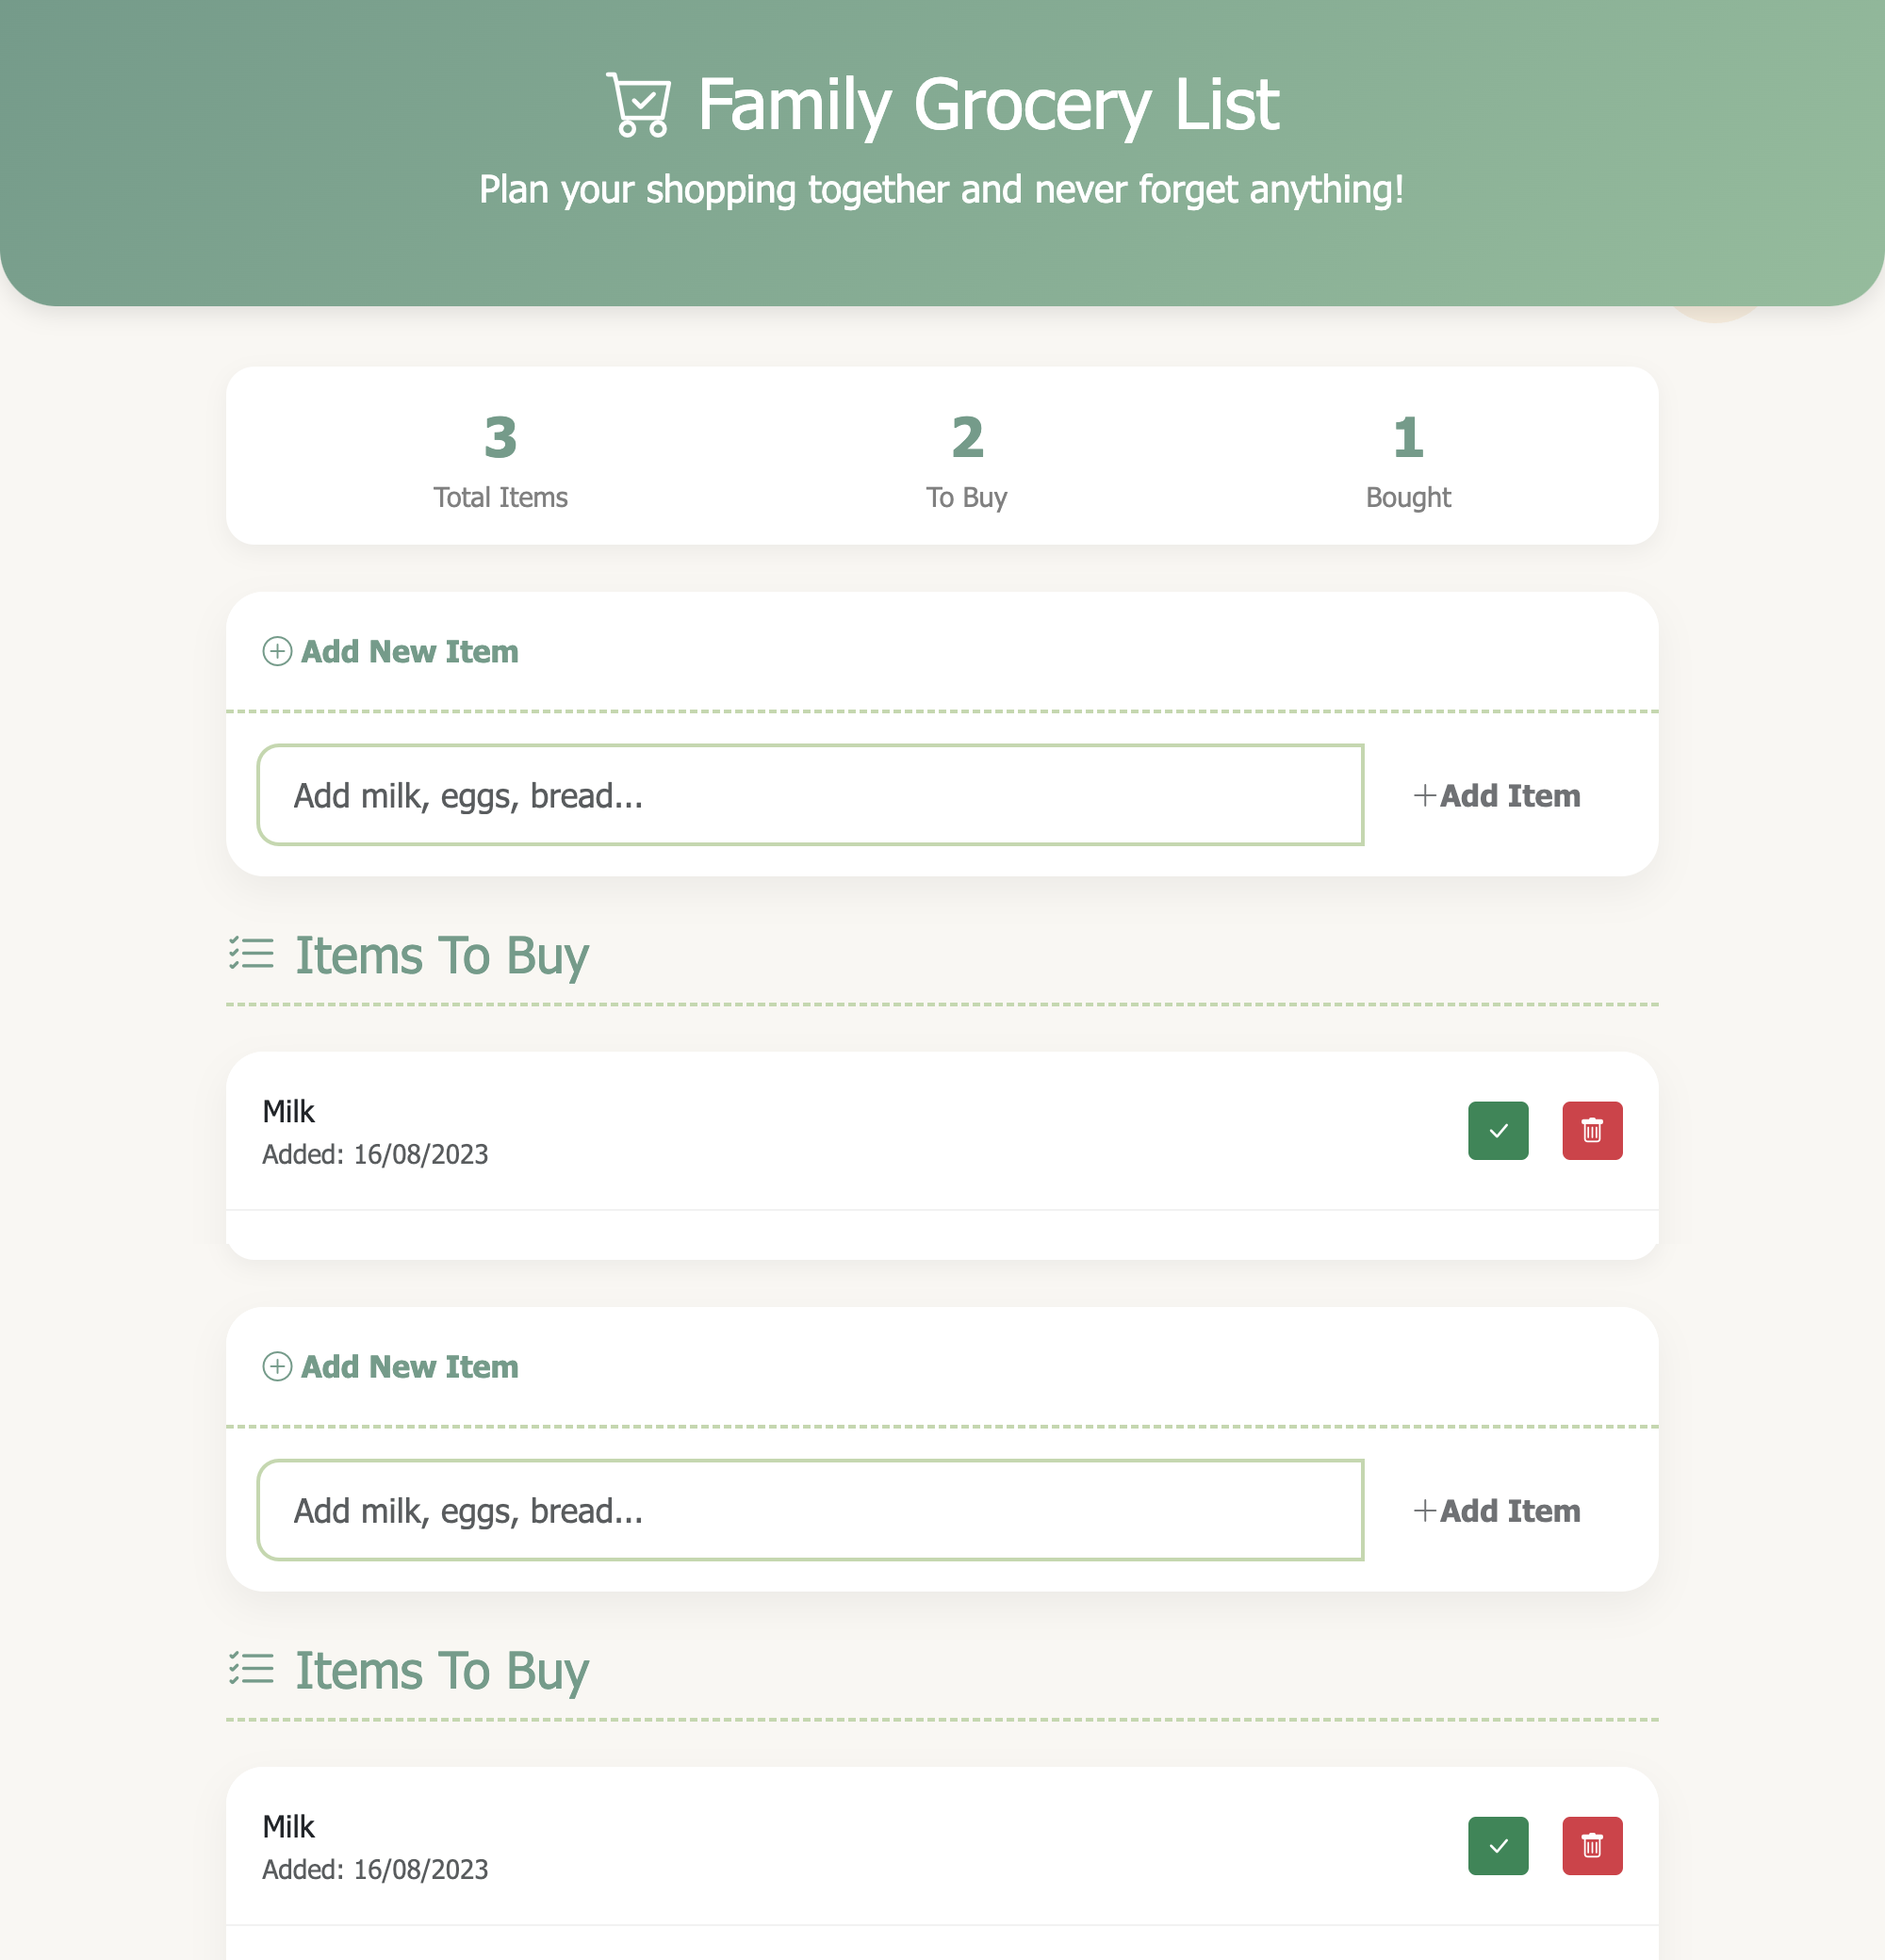 Family Grocery List
Plan your shopping together and never forget anything!
3 2 1
Total Items To Buy Bought
Add New Item
Add milk, eggs, bread... +Add Item
Items To Buy
Milk
Added: 16/08/2023
Add New Item
Add milk, eggs, bread... +Add Item
Items To Buy
Milk
Added: 16/08/2023